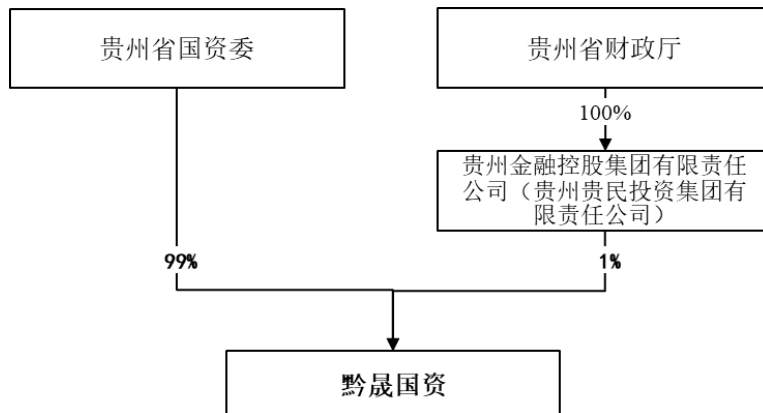 贵州省国资委
贵州省财政厅
100%
贵州金融控股集团有限责任
公司（贵州贵民投资集团有
限责任公司）
99%
1%
黔晟国资